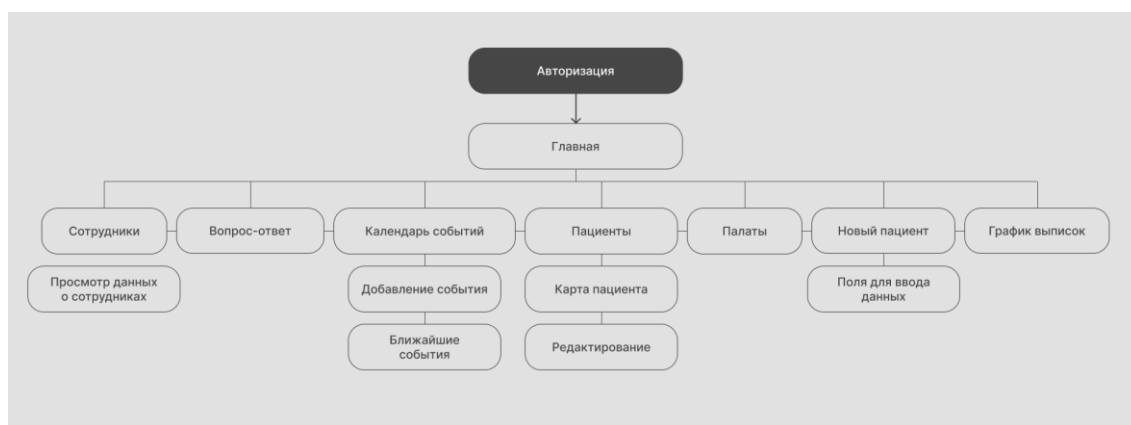 Авторизация
Главная
Сотрудники
Вопрос-ответ
Календарь событий
Пациенты
Палаты
Новый пациент
График выписок
Просмотр данных
о сотрудниках
Добавление события
Карта пациента
Поля для ввода
данных
Ближайшие
события
Редактирование